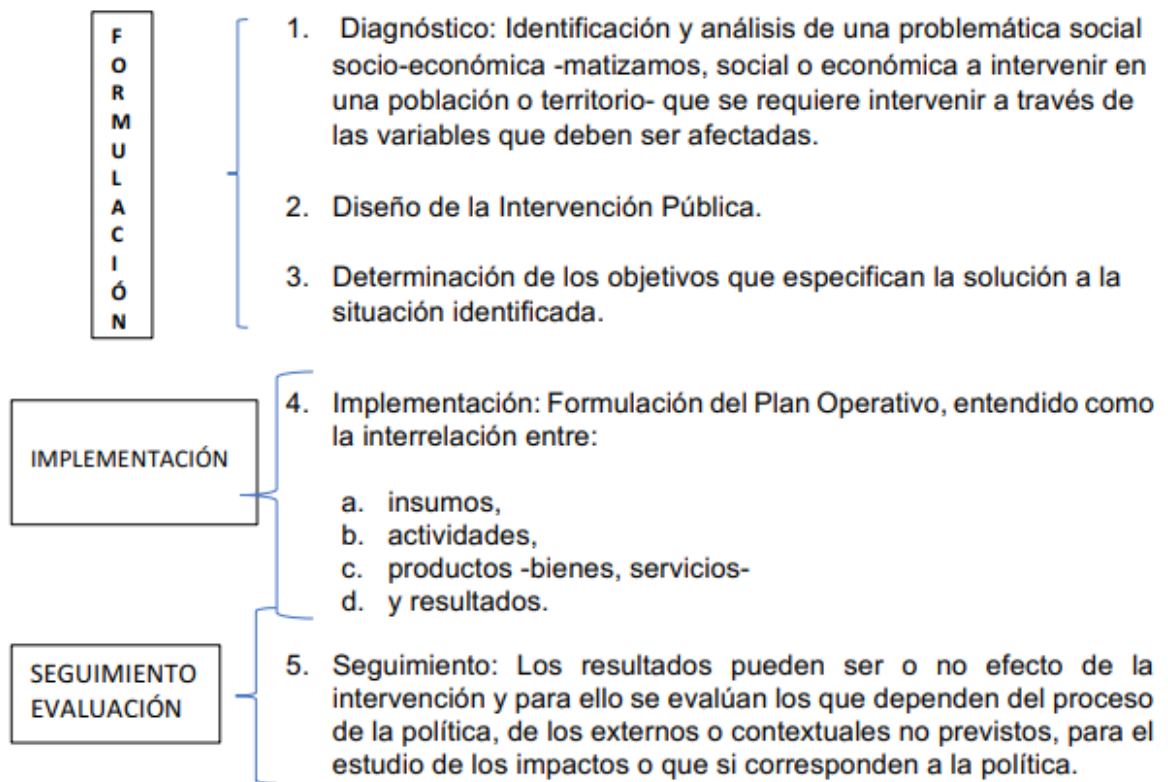 FORMULACIÓN
1. Diagnóstico: Identificación y análisis de una problemática social
socio-económica -matizamos, social o económica a intervenir en
una población o territorio- que se requiere intervenir a través de
las variables que deben ser afectadas.
2. Diseño de la Intervención Pública.
3. Determinación de los objetivos que especifican la solución a la
situación identificada.
IMPLEMENTACIÓN
4. Implementación: Formulación del Plan Operativo, entendido como
la interrelación entre:
a. insumos,
b. actividades,
c. productos -bienes, servicios-
d. y resultados.
SEGUIMIENTO
EVALUACIÓN
5. Seguimiento: Los resultados pueden ser o no efecto de la
intervención y para ello se evalúan los que dependen del proceso
de la política, de los externos o contextuales no previstos, para el
estudio de los impactos o que si corresponden a la política.